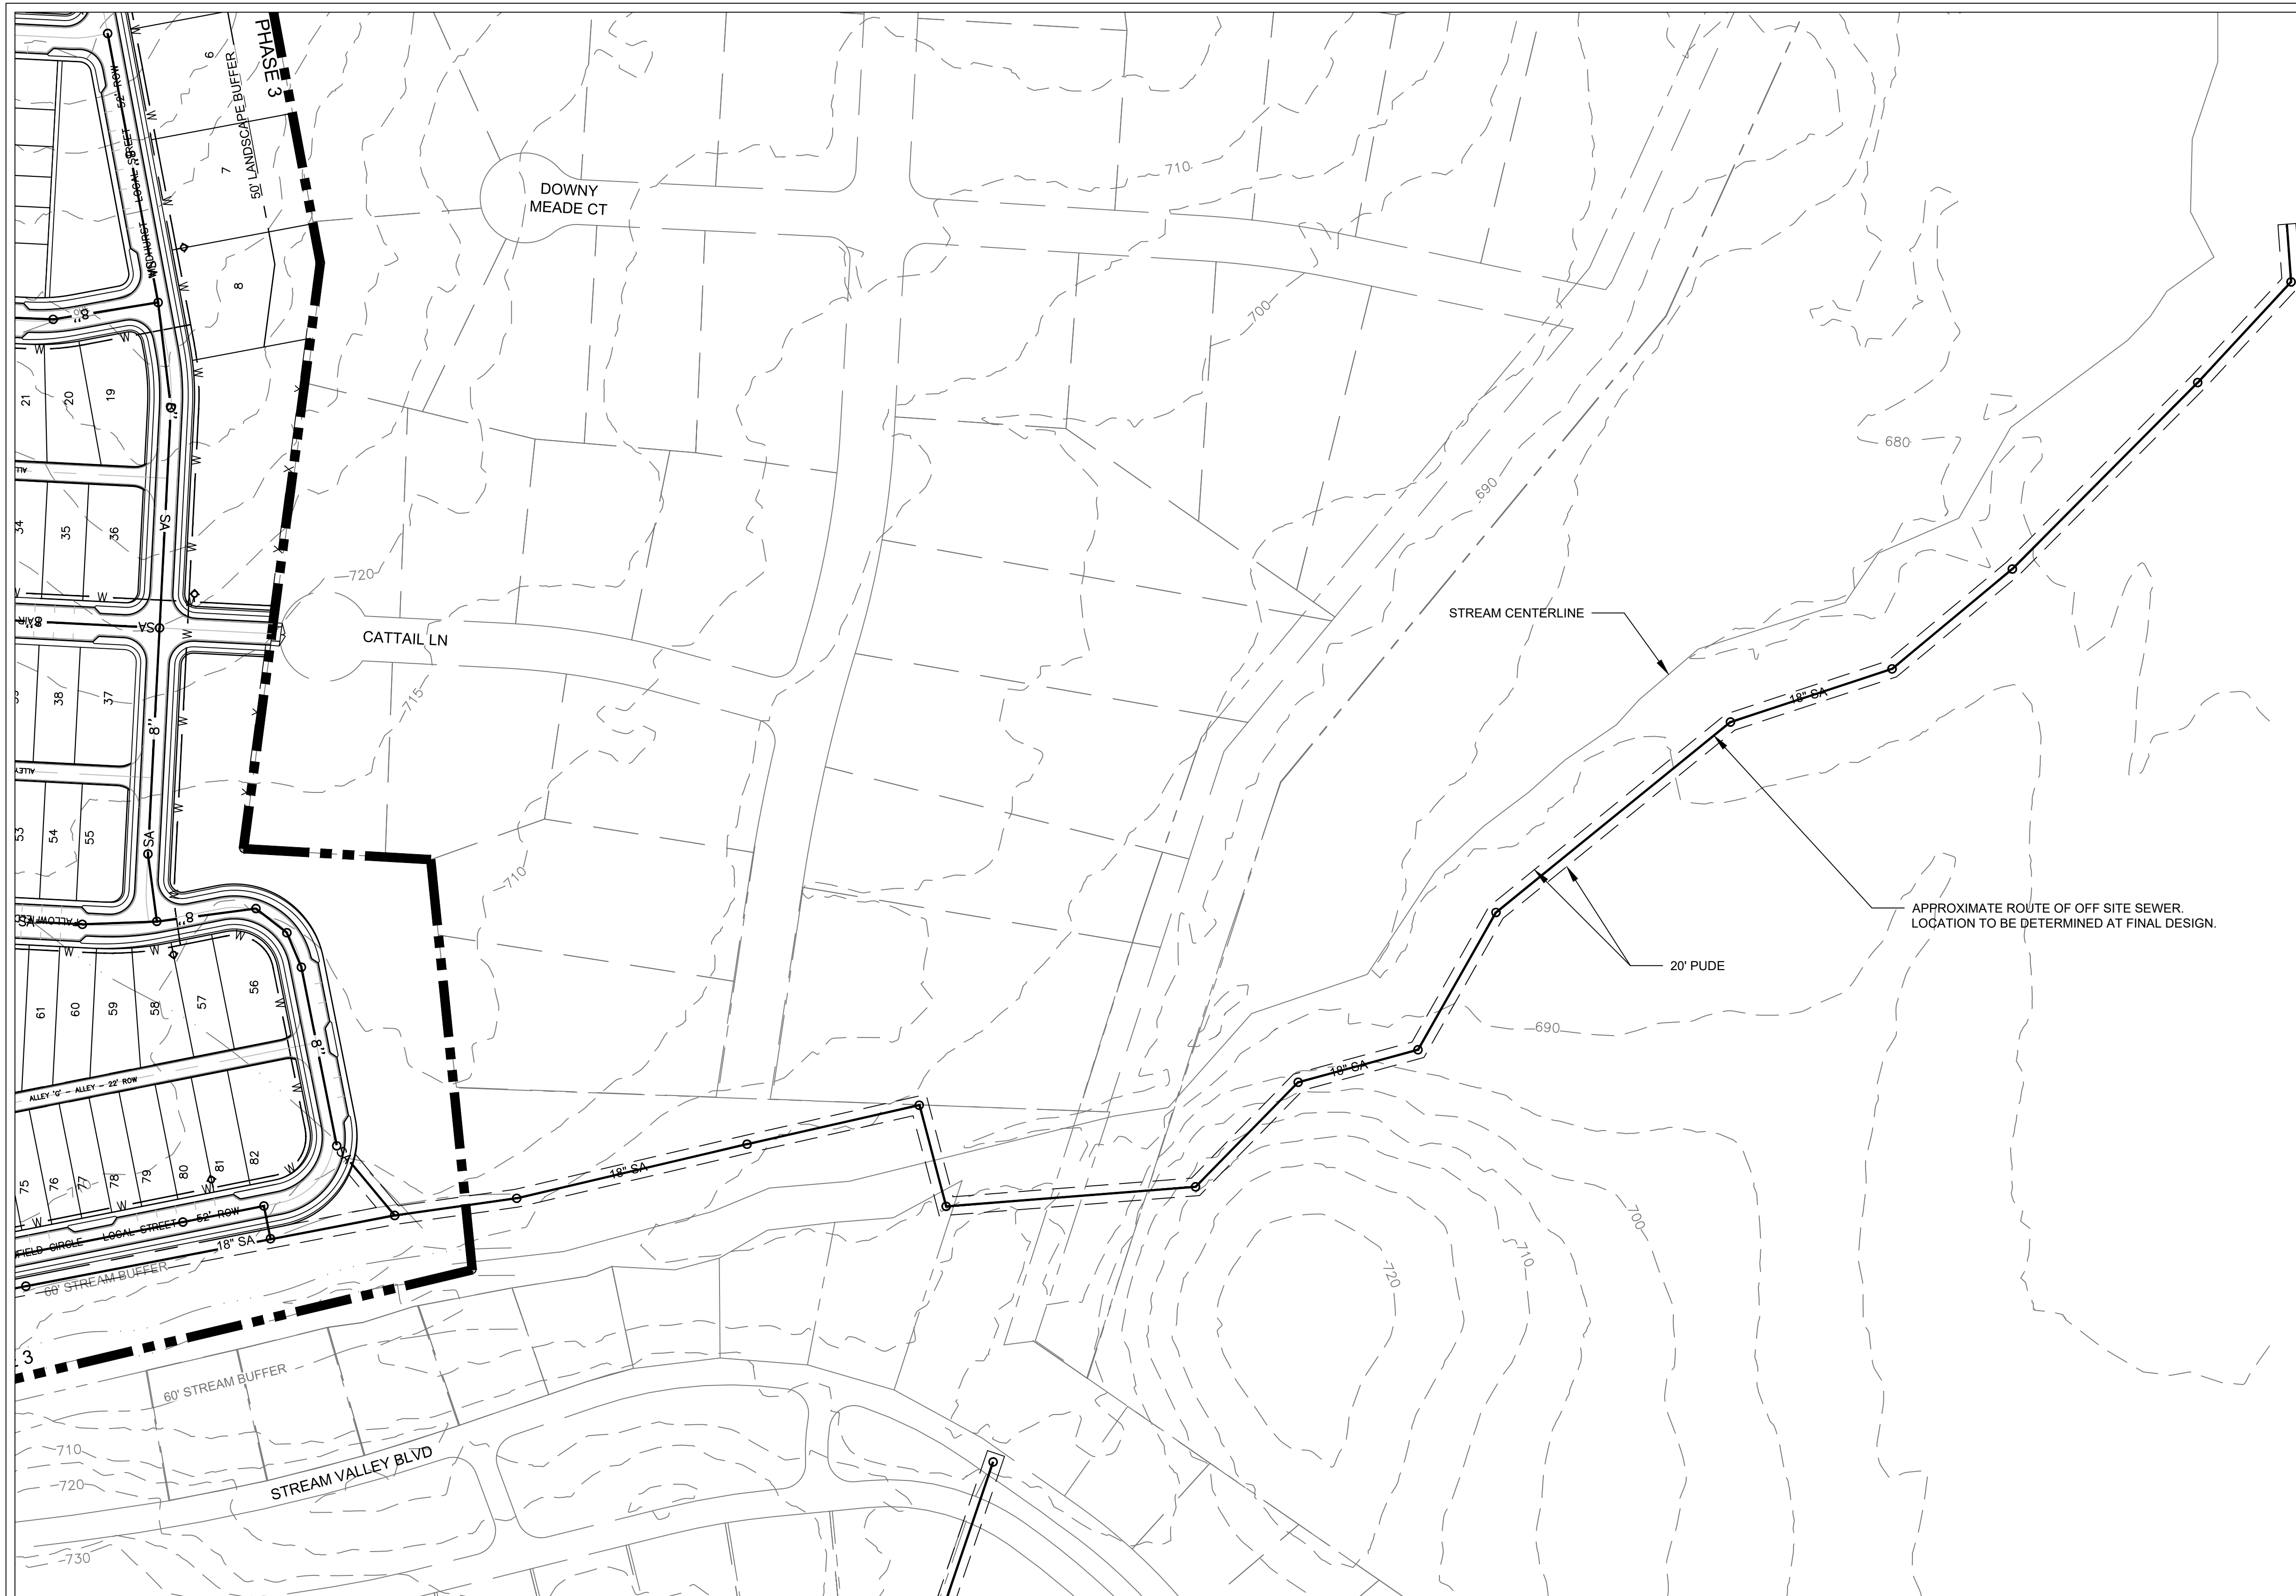 PHASE 3
6
50' LANDSCAPE BUFFER
7
8
LOCAL STREET 52' ROW
8"
W
DOWNY
MEADE CT
710
700
690
680
21
20
19
34
35
36
SA
8"
720
CATTAIL LN
715
STREAM CENTERLINE
38
37
8"
18" SA
53
54
55
SA
710
APPROXIMATE ROUTE OF OFF SITE SEWER.
LOCATION TO BE DETERMINED AT FINAL DESIGN.
20' PUDE
8"
61
60
59
58
57
56
8"
690
18" SA
ALLEY 'G' - ALLEY - 22' ROW
75
76
77
78
79
80
81
82
18" SA
FIELD CIRCLE LOCAL STREET 52' ROW
18" SA
60' STREAM BUFFER
700
710
720
3
60' STREAM BUFFER
710
720
STREAM VALLEY BLVD
730